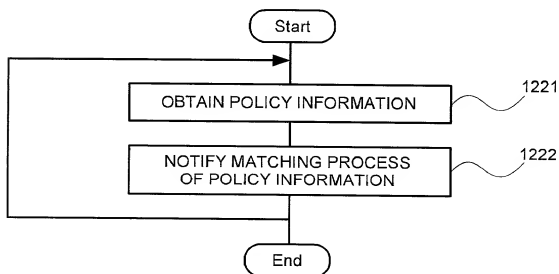 Start
OBTAIN POLICY INFORMATION
1221
NOTIFY MATCHING PROCESS
OF POLICY INFORMATION
1222
End